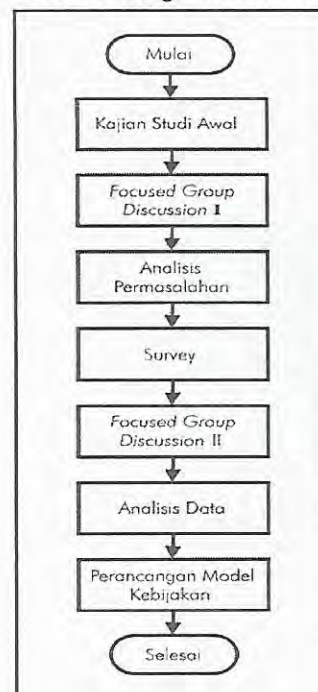 Mulai
Kajian Studi Awal
Focused Group
Discussion I
Analisis
Permasalahan
Survey
Focused Group
Discussion II
Analisis Data
Perancangan Model
Kebijakan
Selesai